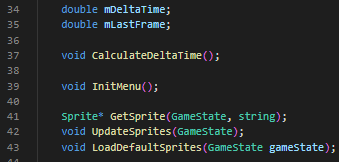 34 double mDeltaTime;
35 double mLastFrame;
36
37 void CalculateDeltaTime();
38
39 void InitMenu();
40
41 Sprite* GetSprite(GameState, string);
42 void UpdateSprites(GameState);
43 void LoadDefaultSprites(GameState gameState);